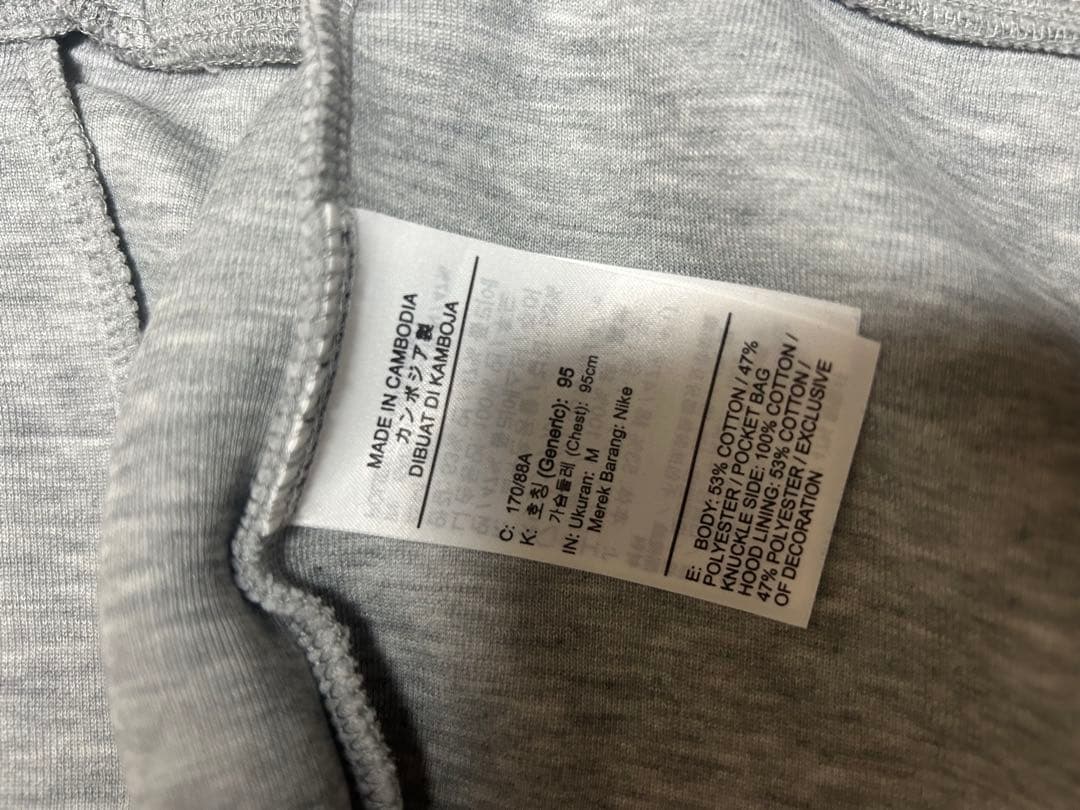 MADE IN CAMBODIA
カンボジア製
DIBUAT DI KAMBOJA
C: 170/88A
K: 호칭 (Generic): 95
가슴둘레 (Chest): 95cm
IN: Ukuran: M
Merek Barang: Nike
E: BODY: 53% COTTON / 47%
POLYESTER / POCKET BAG
KNUCKLE SIDE: 100% COTTON /
HOOD LINING: 53% COTTON /
47% POLYESTER / EXCLUSIVE
OF DECORATION